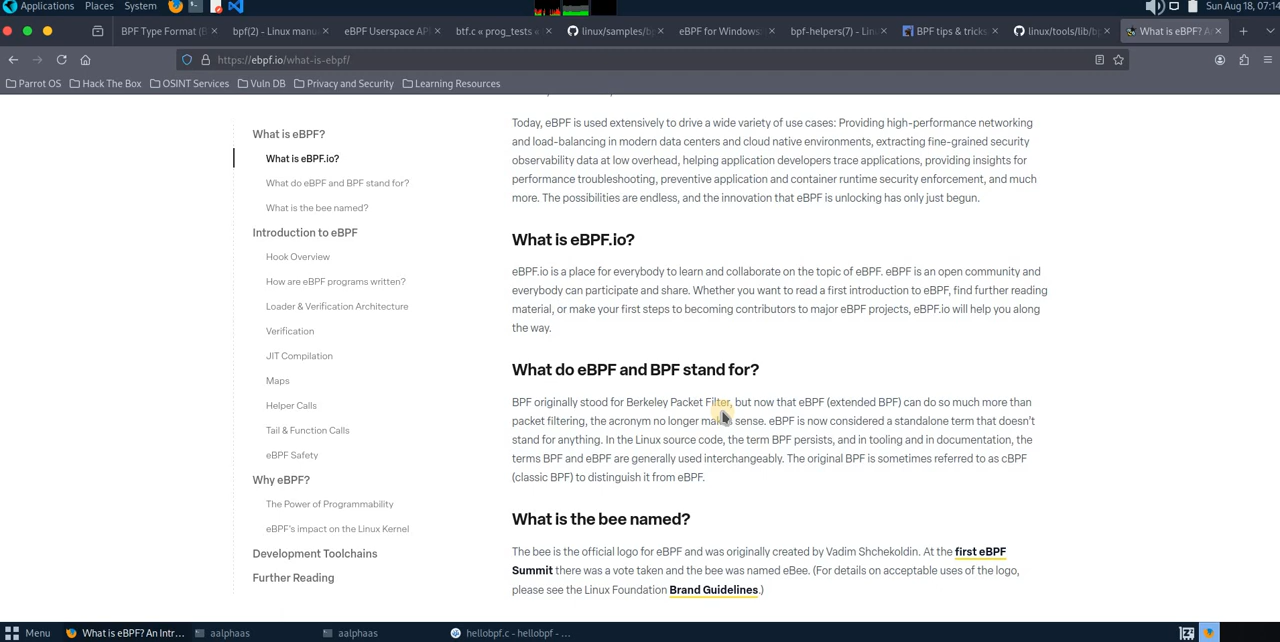 Applications Places System Sun Aug 18, 07:14
BPF Type Format (B
bpf(2) - Linux manu
eBPF Userspace API
btf.c « prog_tests «
linux/samples/bp
eBPF for Windows
bpf-helpers(7) - Linu
BPF tips & tricks
linux/tools/lib/bp
What is eBPF? A
https://ebpf.io/what-is-ebpf/
Parrot OS Hack The Box OSINT Services Vuln DB Privacy and Security Learning Resources
What is eBPF?
What is eBPF.io?
What do eBPF and BPF stand for?
What is the bee named?
Introduction to eBPF
Hook Overview
How are eBPF programs written?
Loader & Verification Architecture
Verification
JIT Compilation
Maps
Helper Calls
Tail & Function Calls
eBPF Safety
Why eBPF?
The Power of Programmability
eBPF's impact on the Linux Kernel
Development Toolchains
Further Reading
Today, eBPF is used extensively to drive a wide variety of use cases: Providing high-performance networking
and load-balancing in modern data centers and cloud native environments, extracting fine-grained security
observability data at low overhead, helping application developers trace applications, providing insights for
performance troubleshooting, preventive application and container runtime security enforcement, and much
more. The possibilities are endless, and the innovation that eBPF is unlocking has only just begun.
What is eBPF.io?
eBPF.io is a place for everybody to learn and collaborate on the topic of eBPF. eBPF is an open community and
everybody can participate and share. Whether you want to read a first introduction to eBPF, find further reading
material, or make your first steps to becoming contributors to major eBPF projects, eBPF.io will help you along
the way.
What do eBPF and BPF stand for?
BPF originally stood for Berkeley Packet Filter, but now that eBPF (extended BPF) can do so much more than
packet filtering, the acronym no longer makes sense. eBPF is now considered a standalone term that doesn't
stand for anything. In the Linux source code, the term BPF persists, and in tooling and in documentation, the
terms BPF and eBPF are generally used interchangeably. The original BPF is sometimes referred to as cBPF
(classic BPF) to distinguish it from eBPF.
What is the bee named?
The bee is the official logo for eBPF and was originally created by Vadim Shchekoldin. At the first eBPF
Summit there was a vote taken and the bee was named eBee. (For details on acceptable uses of the logo,
please see the Linux Foundation Brand Guidelines.)
Menu What is eBPF? An Intr... aalphaas aalphaas hellobpf.c - hellobpf - ...